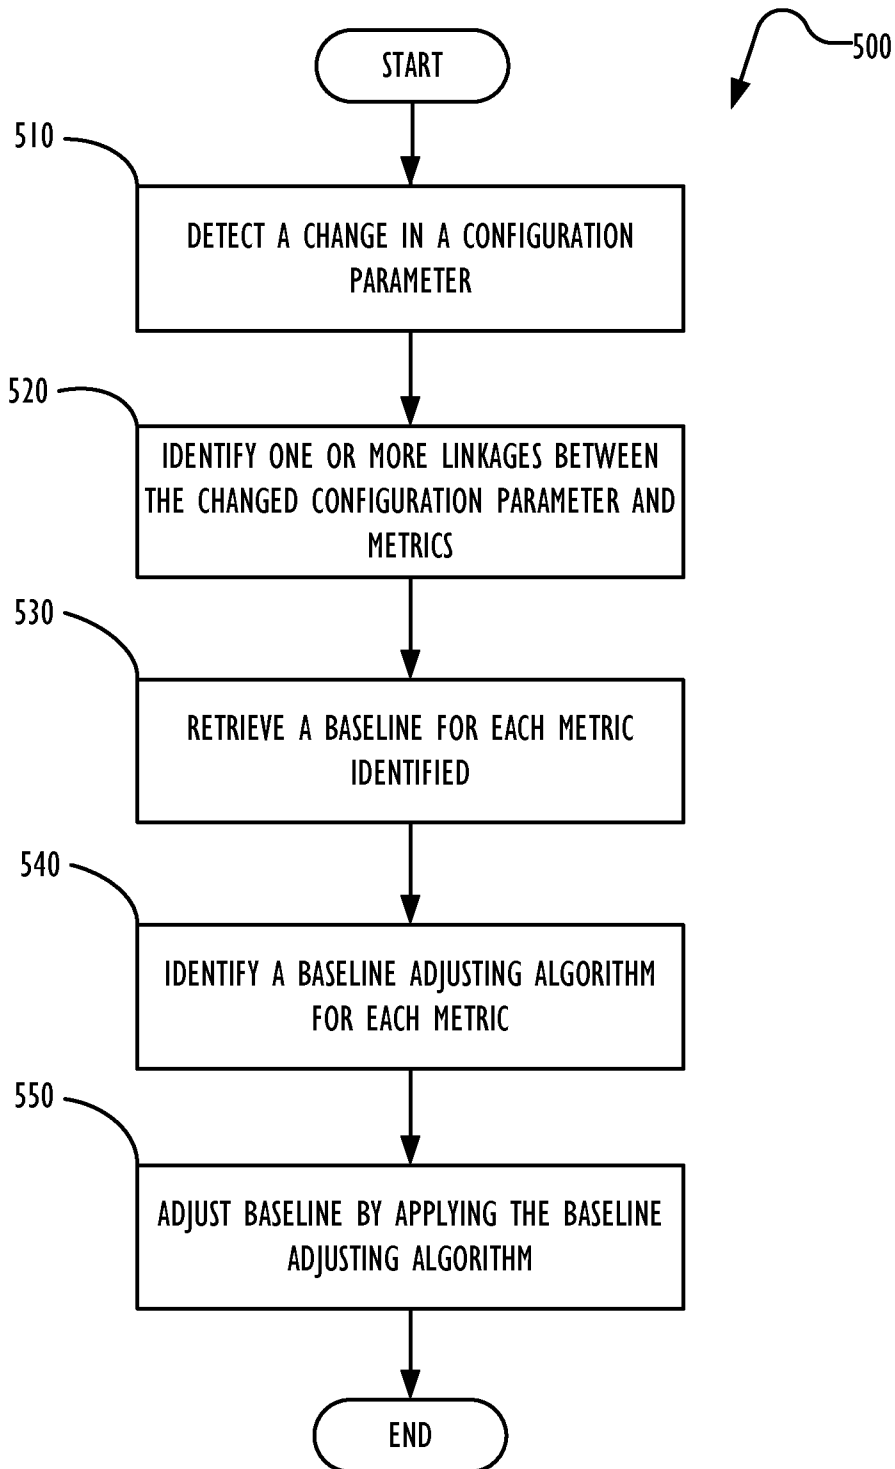 START
500
510
DETECT A CHANGE IN A CONFIGURATION
PARAMETER
520
IDENTIFY ONE OR MORE LINKAGES BETWEEN
THE CHANGED CONFIGURATION PARAMETER AND
METRICS
530
RETRIEVE A BASELINE FOR EACH METRIC
IDENTIFIED
540
IDENTIFY A BASELINE ADJUSTING ALGORITHM
FOR EACH METRIC
550
ADJUST BASELINE BY APPLYING THE BASELINE
ADJUSTING ALGORITHM
END